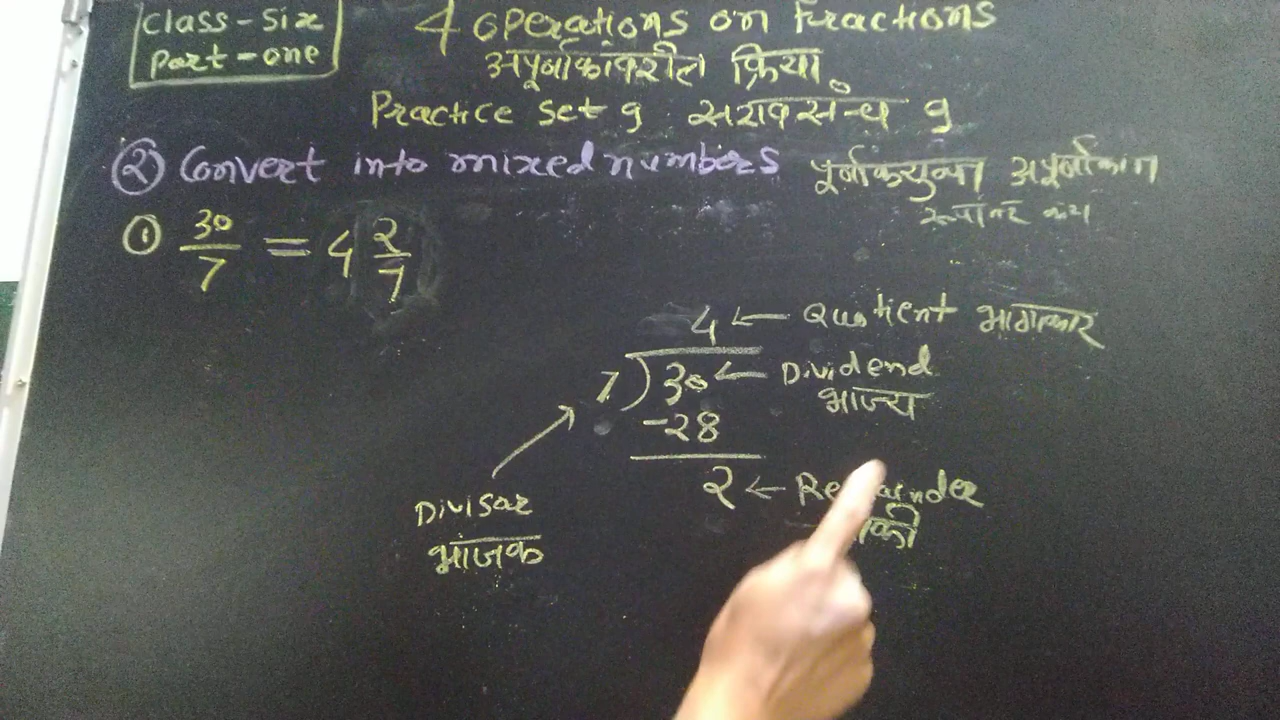 Class-Six
Part-one
4 Operations on Fractions
अपूर्णांकांवरील क्रिया
Practice Set 9 सरावसंच 9
② Convert into mixed numbers पूर्णांकयुक्त अपूर्णांकात
रूपांतर करा
① 30/7 = 4 2/7
4 ← Quotient भागाकार
7)30 ← Dividend
भाज्य
-28
2 ← Remainder
Divisar
भाजक